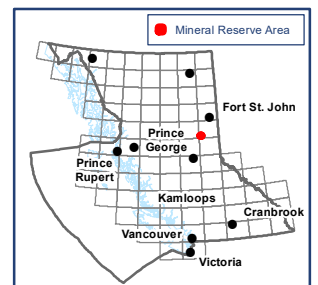 Mineral Reserve Area
Fort St. John
Prince
George
Prince
Rupert
Kamloops
Cranbrook
Vancouver
Victoria